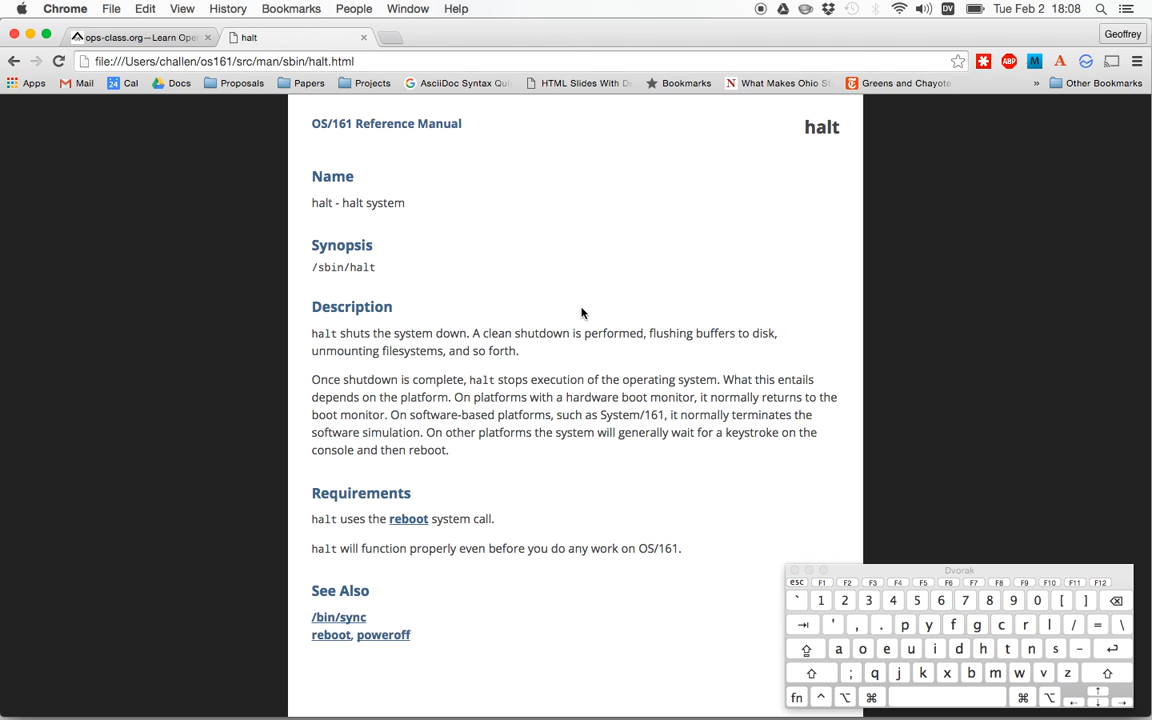 Chrome File Edit View History Bookmarks People Window Help DV Tue Feb 2 18:08
ops-class.org — Learn Ope halt Geoffrey
file:///Users/challen/os161/src/man/sbin/halt.html ABP M A
Apps Mail 24 Cal Docs Proposals Papers Projects G AsciiDoc Syntax Qui HTML Slides With D Bookmarks N What Makes Ohio St Greens and Chayote » Other Bookmarks
OS/161 Reference Manual halt
Name
halt - halt system
Synopsis
/sbin/halt
Description
halt shuts the system down. A clean shutdown is performed, flushing buffers to disk,
unmounting filesystems, and so forth.
Once shutdown is complete, halt stops execution of the operating system. What this entails
depends on the platform. On platforms with a hardware boot monitor, it normally returns to the
boot monitor. On software-based platforms, such as System/161, it normally terminates the
software simulation. On other platforms the system will generally wait for a keystroke on the
console and then reboot.
Requirements
halt uses the reboot system call.
halt will function properly even before you do any work on OS/161.
See Also
/bin/sync
reboot, poweroff
Dvorak
esc F1 F2 F3 F4 F5 F6 F7 F8 F9 F10 F11 F12
` 1 2 3 4 5 6 7 8 9 0 [ ] ⌫
⇥ ' , . p y f g c r l / = \
⇪ a o e u i d h t n s - ↵
⇧ ; q j k x b m w v z ⇧
fn ^ ⌥ ⌘ ⌘ ⌥ ← ↑ ↓ →